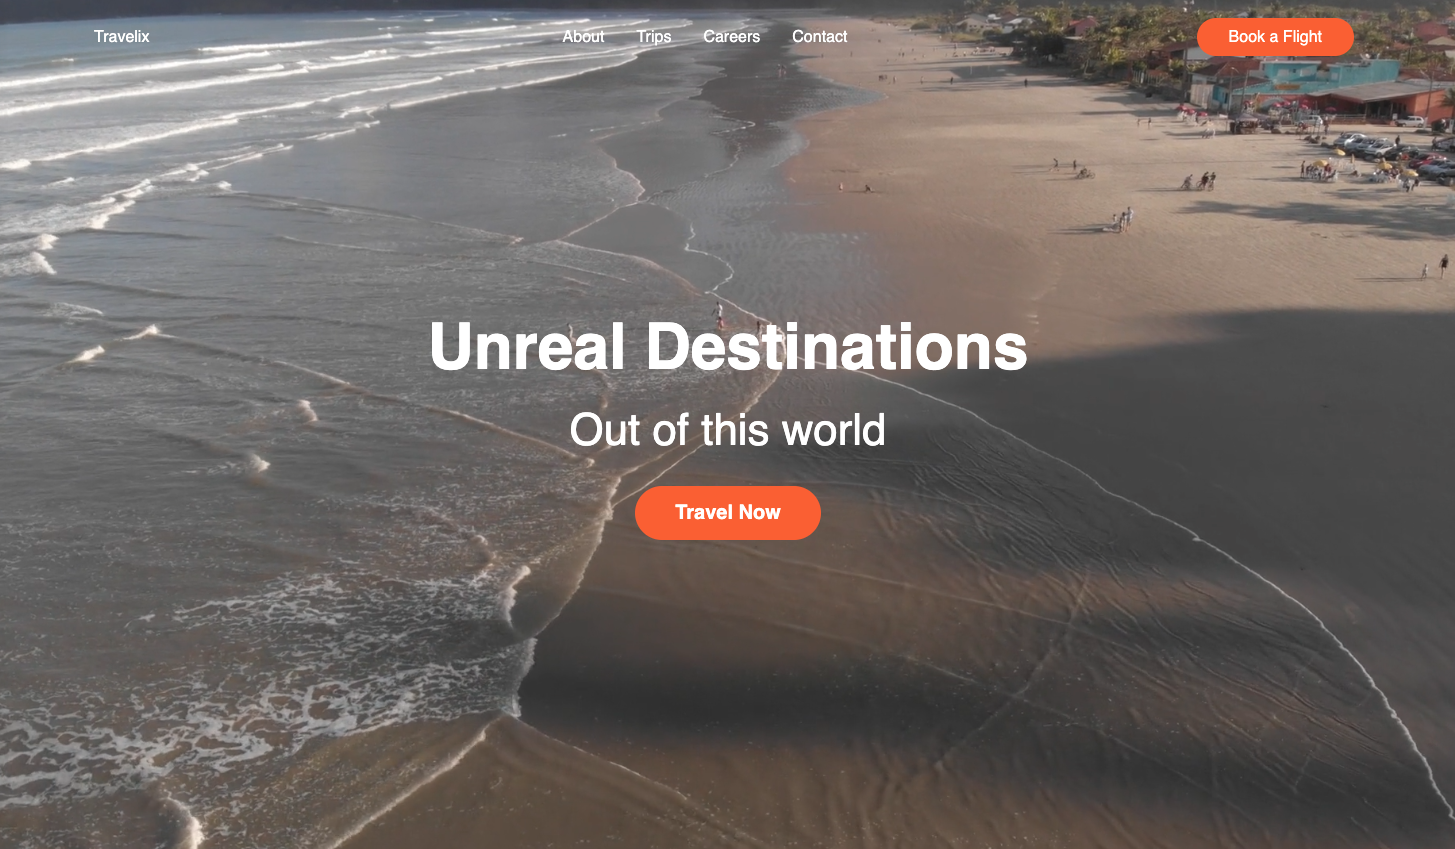 Travelix
About
Trips
Careers
Contact
Book a Flight
Unreal Destinations
Out of this world
Travel Now